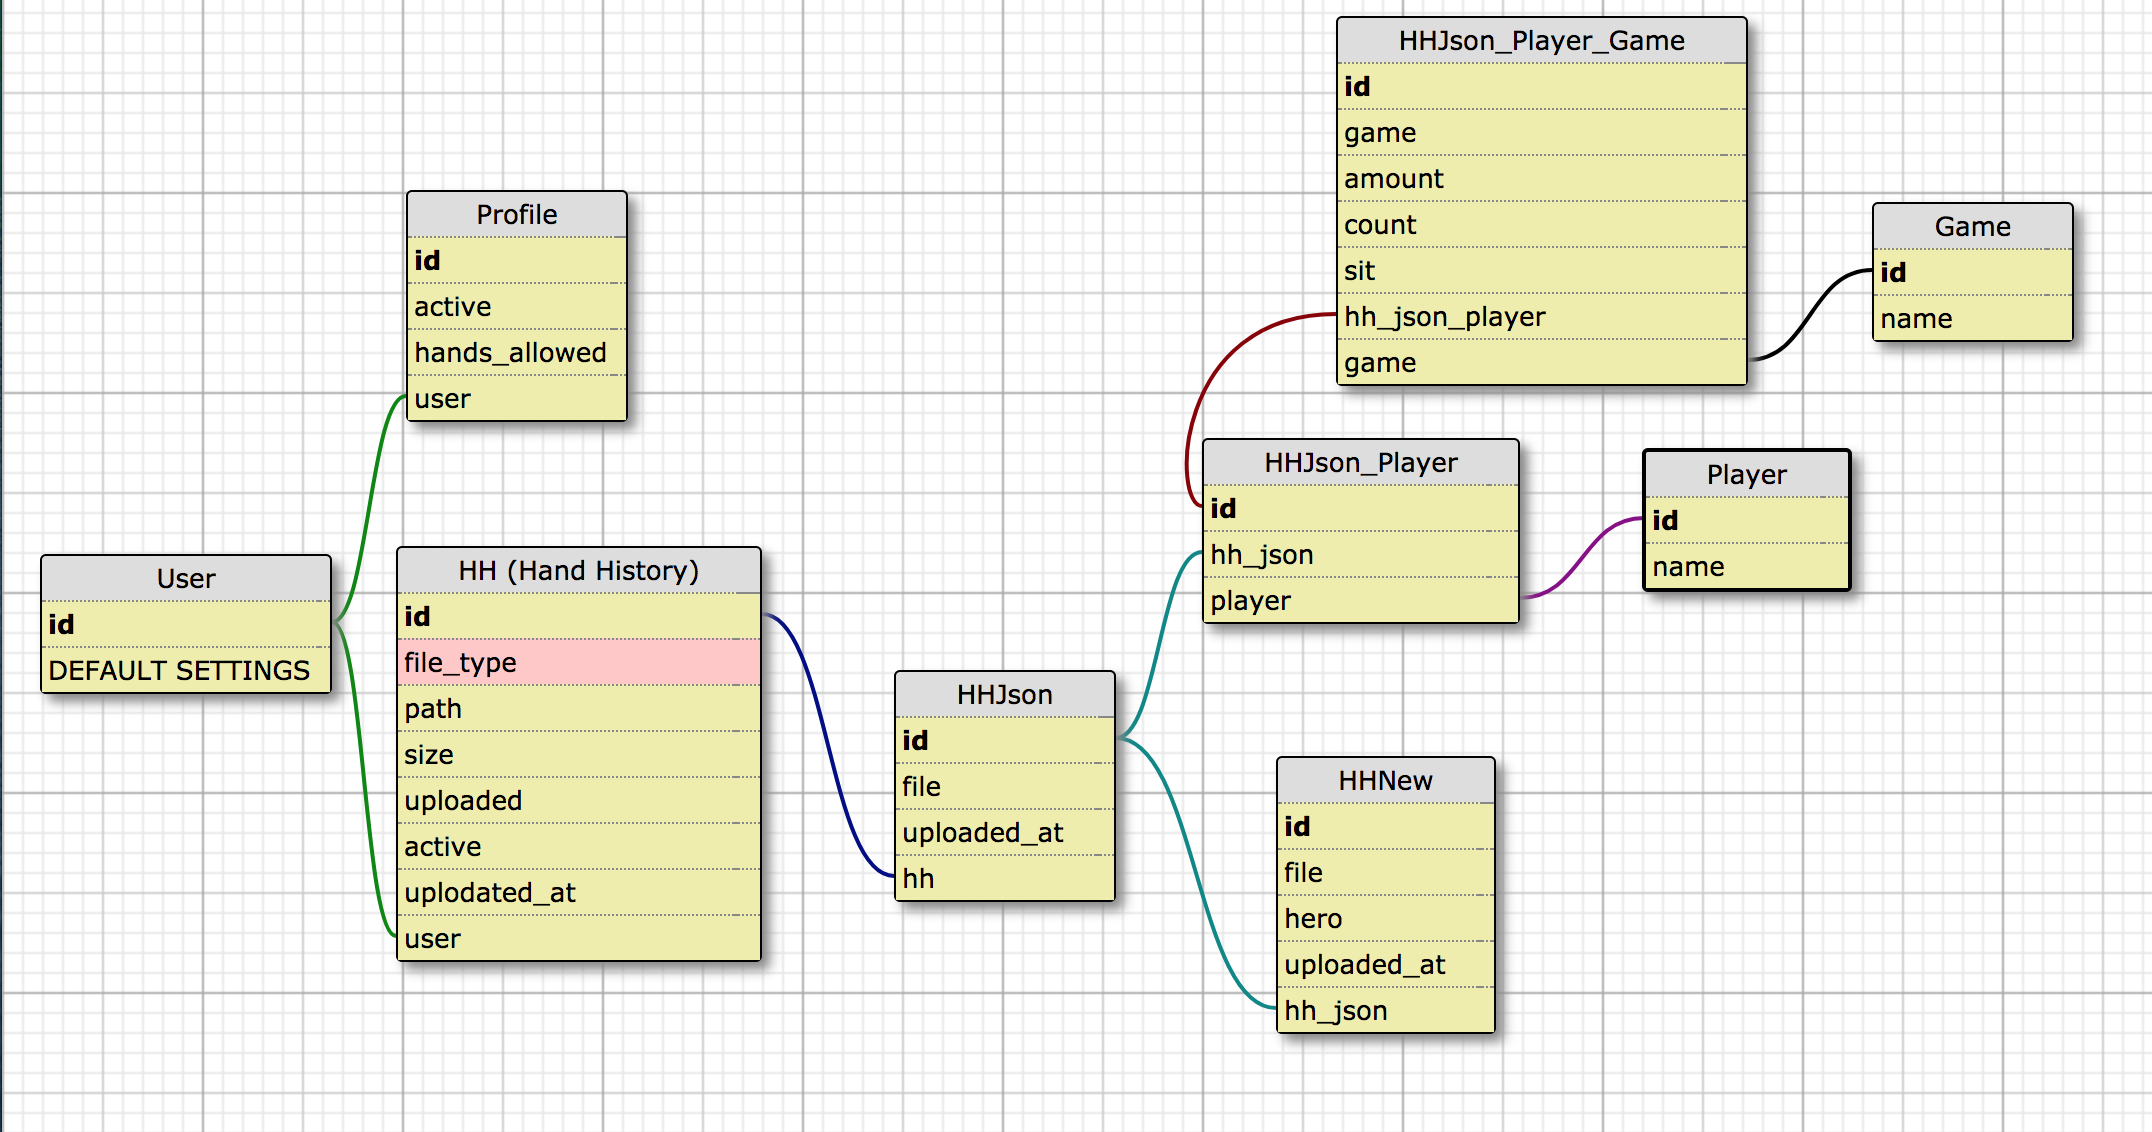 HHJson_Player_Game
id
game
amount
count
sit
hh_json_player
game
Profile
id
active
hands_allowed
user
Game
id
name
HHJson_Player
id
hh_json
player
Player
id
name
User
id
DEFAULT SETTINGS
HH (Hand History)
id
file_type
path
size
uploaded
active
uplodated_at
user
HHJson
id
file
uploaded_at
hh
HHNew
id
file
hero
uploaded_at
hh_json